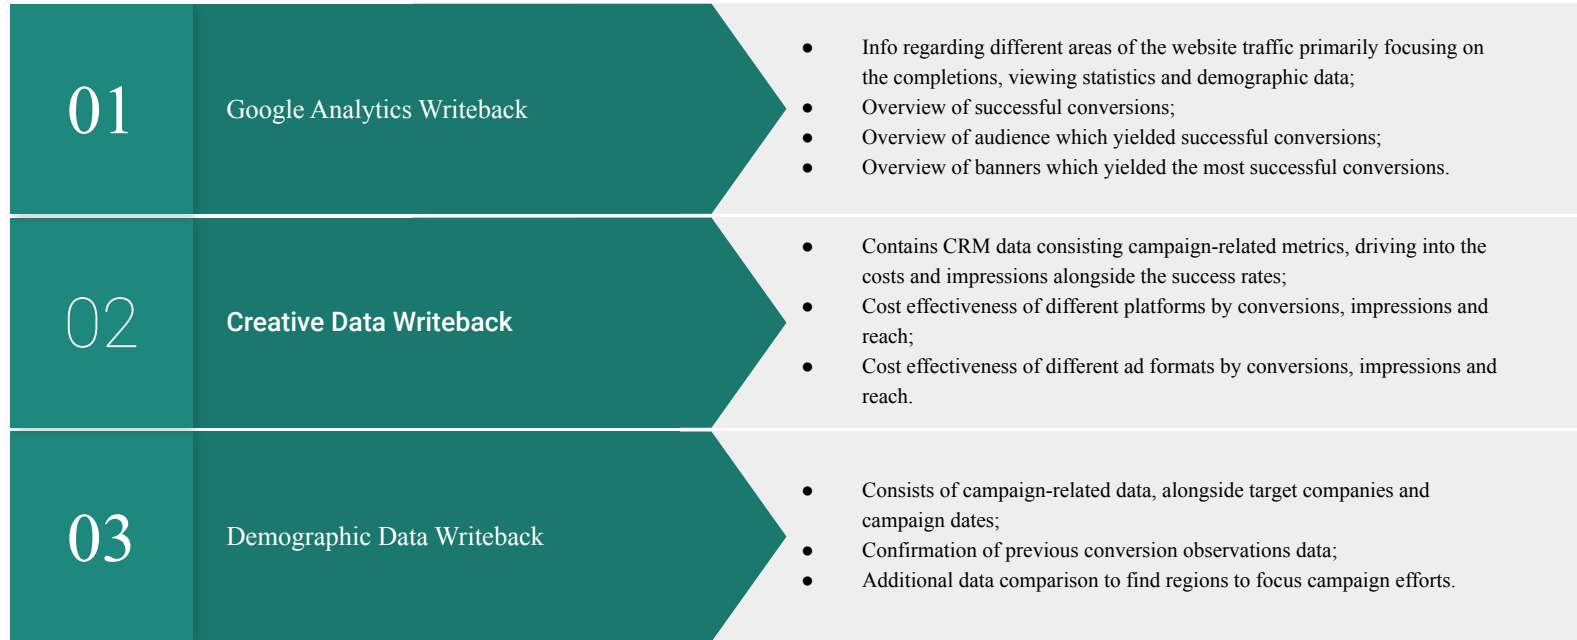 01
Google Analytics Writeback
● Info regarding different areas of the website traffic primarily focusing on
the completions, viewing statistics and demographic data;
● Overview of successful conversions;
● Overview of audience which yielded successful conversions;
● Overview of banners which yielded the most successful conversions.
02
Creative Data Writeback
● Contains CRM data consisting campaign-related metrics, driving into the
costs and impressions alongside the success rates;
● Cost effectiveness of different platforms by conversions, impressions and
reach;
● Cost effectiveness of different ad formats by conversions, impressions and
reach.
03
Demographic Data Writeback
● Consists of campaign-related data, alongside target companies and
campaign dates;
● Confirmation of previous conversion observations data;
● Additional data comparison to find regions to focus campaign efforts.